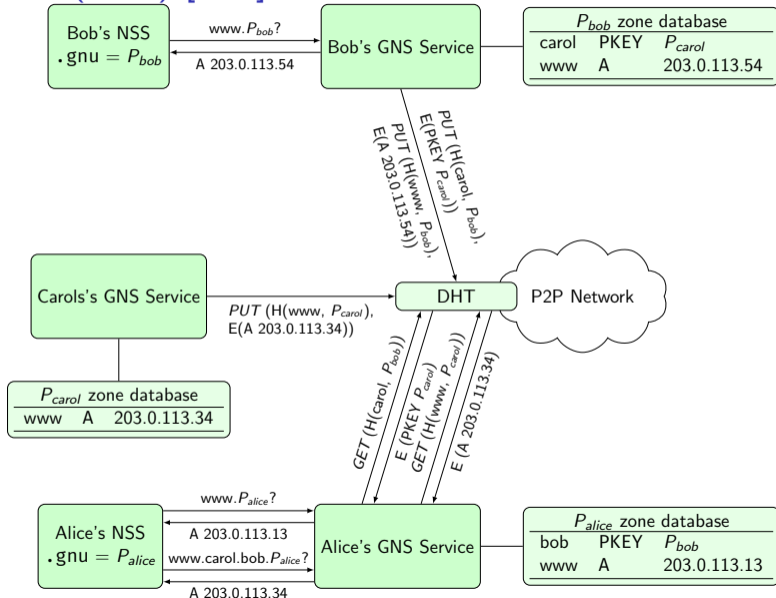 Bob's NSS
.gnu = P_bob
www.P_bob?
A 203.0.113.54
Bob's GNS Service
P_bob zone database
carol PKEY P_carol
www A 203.0.113.54
PUT (H(carol, P_bob),
E(PKEY P_carol))
PUT (H(www, P_bob),
E(A 203.0.113.54))
Carols's GNS Service
PUT (H(www, P_carol),
E(A 203.0.113.34))
DHT
P2P Network
P_carol zone database
www A 203.0.113.34
GET (H(carol, P_bob))
E (PKEY P_carol)
GET (H(www, P_carol))
E (A 203.0.113.34)
Alice's NSS
.gnu = P_alice
www.P_alice?
A 203.0.113.13
www.carol.bob.P_alice?
A 203.0.113.34
Alice's GNS Service
P_alice zone database
bob PKEY P_bob
www A 203.0.113.13